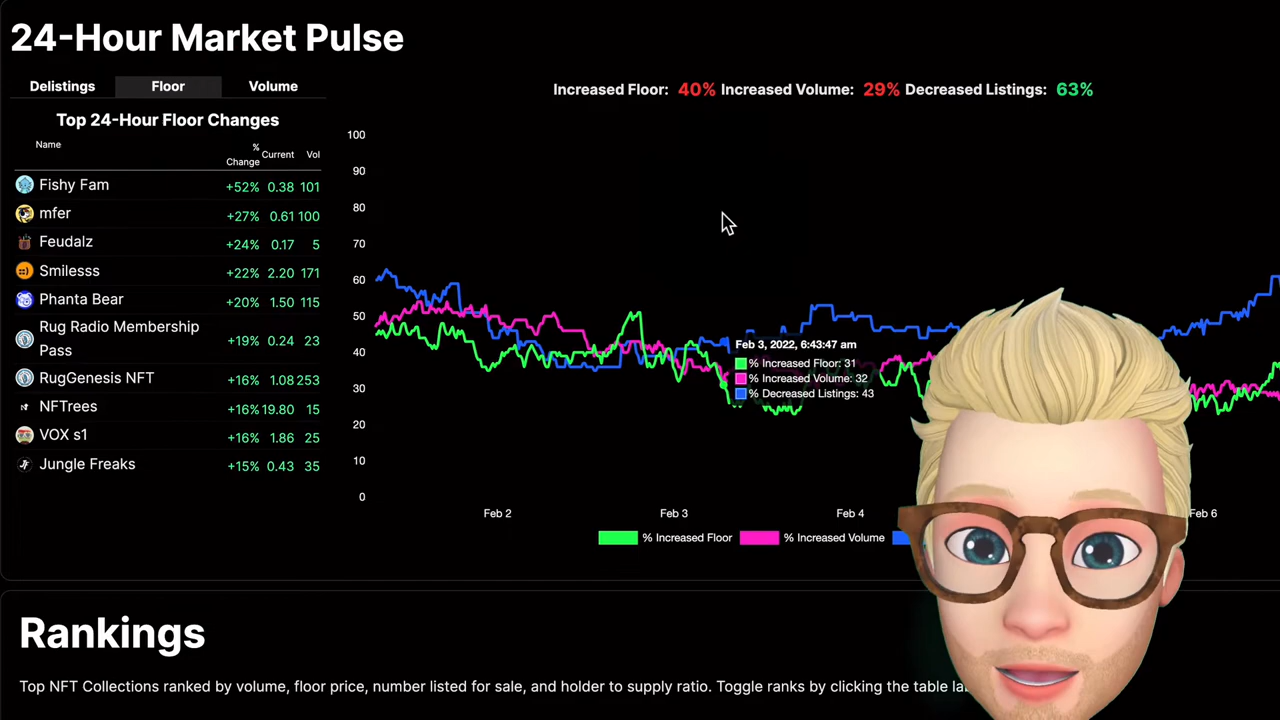 24-Hour Market Pulse
Delistings Floor Volume
Increased Floor: 40% Increased Volume: 29% Decreased Listings: 63%
Top 24-Hour Floor Changes
Name % Change Current Vol
Fishy Fam +52% 0.38 101
mfer +27% 0.61 100
Feudalz +24% 0.17 5
Smilesss +22% 2.20 171
Phanta Bear +20% 1.50 115
Rug Radio Membership
Pass +19% 0.24 23
RugGenesis NFT +16% 1.08 253
NFTrees +16% 19.80 15
VOX s1 +16% 1.86 25
Jungle Freaks +15% 0.43 35
100
90
80
70
60
50
40
30
20
10
0
Feb 3, 2022, 6:43:47 am
% Increased Floor: 31
% Increased Volume: 32
% Decreased Listings: 43
Feb 2 Feb 3 Feb 4 Feb 6
% Increased Floor % Increased Volume
Rankings
Top NFT Collections ranked by volume, floor price, number listed for sale, and holder to supply ratio. Toggle ranks by clicking the table